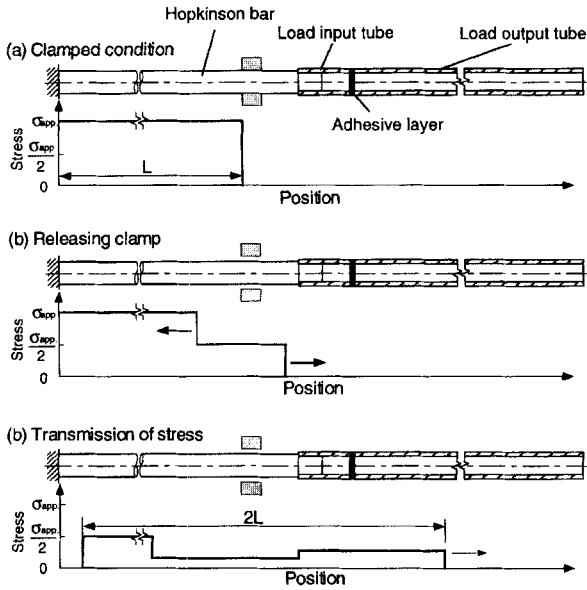 Hopkinson bar
Load input tube
Load output tube
(a) Clamped condition
Adhesive layer
Stress
σapp
σapp
2
0
L
Position
(b) Releasing clamp
Stress
σapp
σapp
2
0
Position
(b) Transmission of stress
Stress
σapp
σapp
2
0
2L
Position